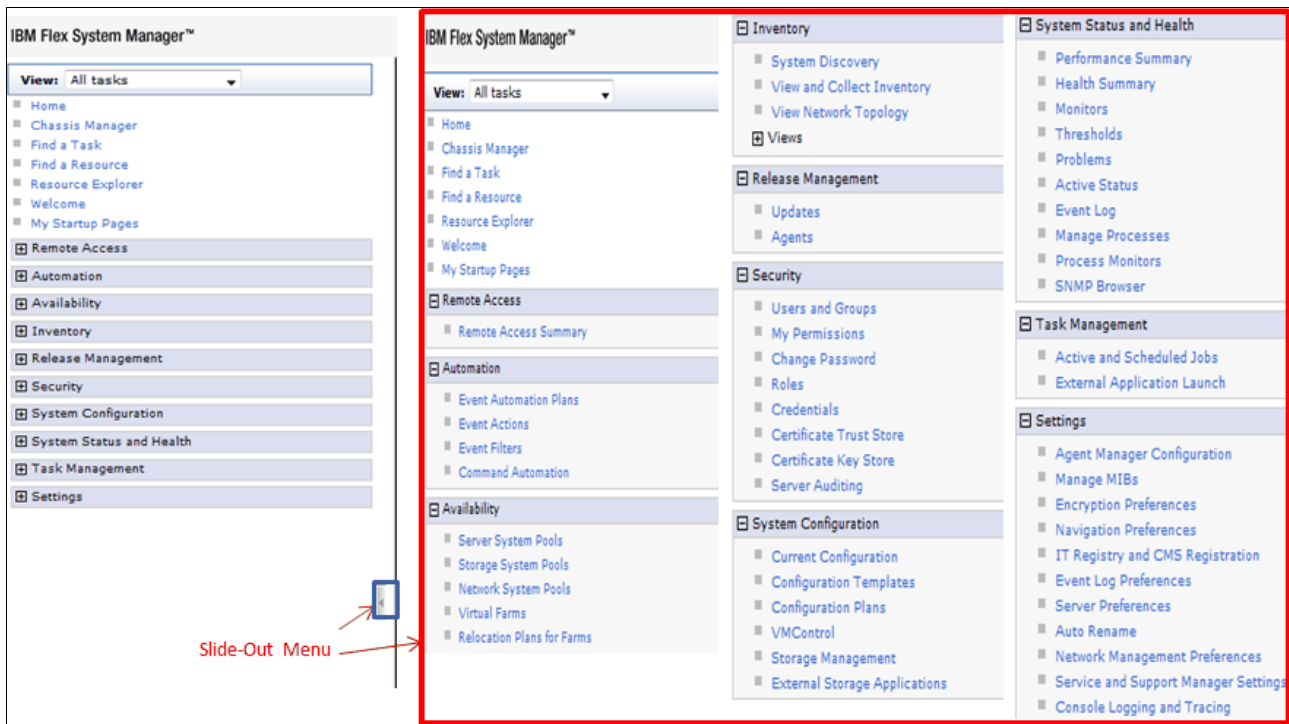 IBM Flex System Manager™
View: All tasks
Home
Chassis Manager
Find a Task
Find a Resource
Resource Explorer
Welcome
My Startup Pages
Remote Access
Automation
Availability
Inventory
Release Management
Security
System Configuration
System Status and Health
Task Management
Settings
Slide-Out Menu
IBM Flex System Manager™
View: All tasks
Home
Chassis Manager
Find a Task
Find a Resource
Resource Explorer
Welcome
My Startup Pages
Remote Access
Remote Access Summary
Automation
Event Automation Plans
Event Actions
Event Filters
Command Automation
Availability
Server System Pools
Storage System Pools
Network System Pools
Virtual Farms
Relocation Plans for Farms
Inventory
System Discovery
View and Collect Inventory
View Network Topology
Views
Release Management
Updates
Agents
Security
Users and Groups
My Permissions
Change Password
Roles
Credentials
Certificate Trust Store
Certificate Key Store
Server Auditing
System Configuration
Current Configuration
Configuration Templates
Configuration Plans
VMControl
Storage Management
External Storage Applications
System Status and Health
Performance Summary
Health Summary
Monitors
Thresholds
Problems
Active Status
Event Log
Manage Processes
Process Monitors
SNMP Browser
Task Management
Active and Scheduled Jobs
External Application Launch
Settings
Agent Manager Configuration
Manage MIBs
Encryption Preferences
Navigation Preferences
IT Registry and CMS Registration
Event Log Preferences
Server Preferences
Auto Rename
Network Management Preferences
Service and Support Manager Settings
Console Logging and Tracing